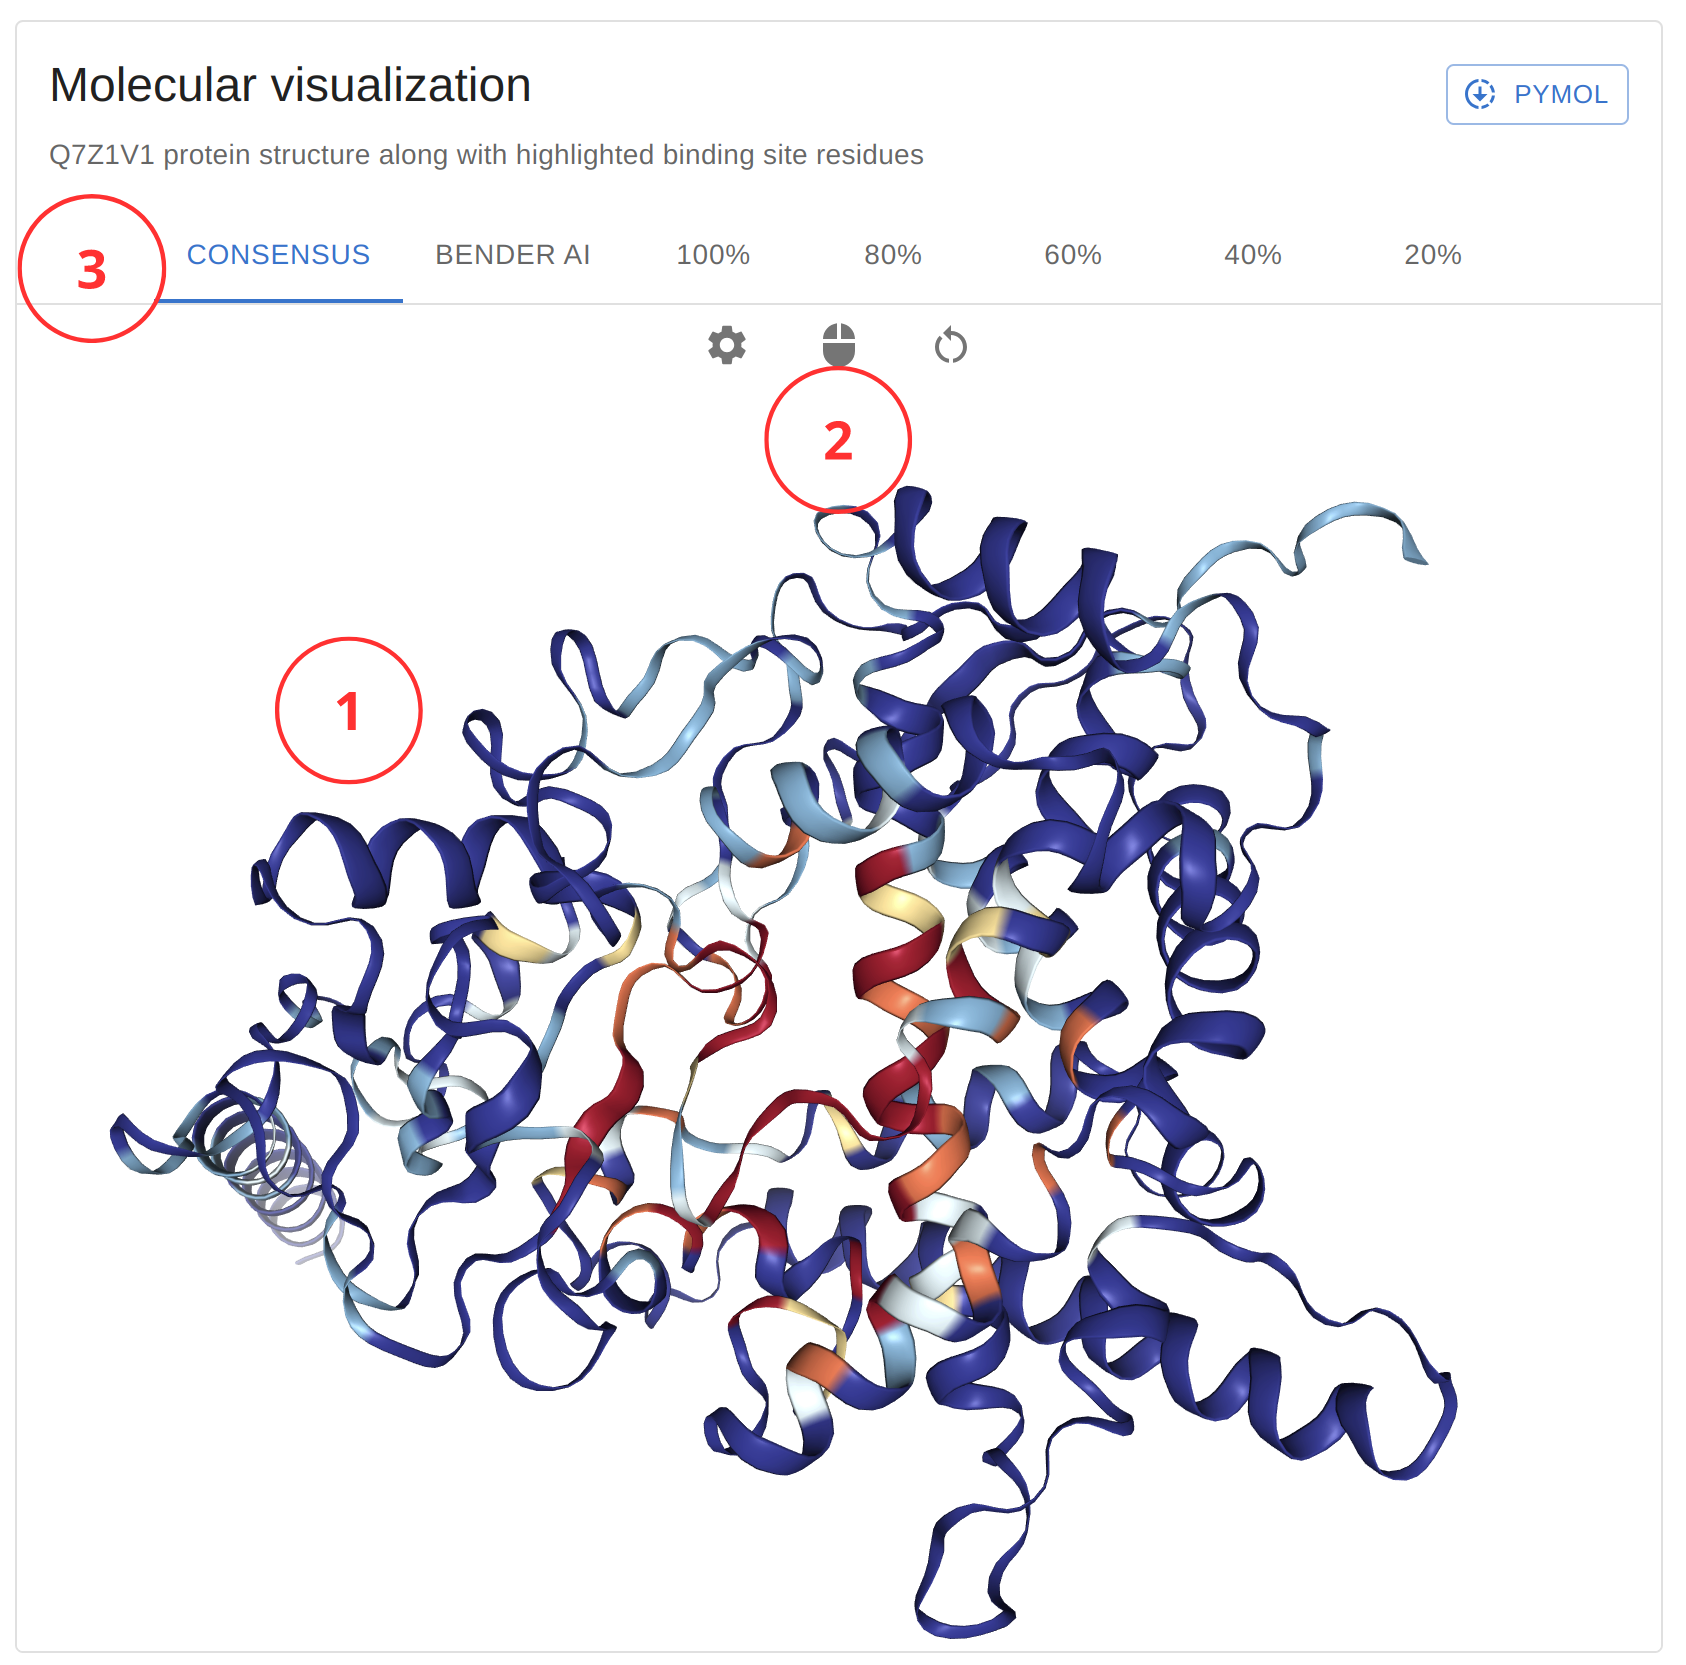 Molecular visualization
PYMOL
Q7Z1V1 protein structure along with highlighted binding site residues
3
CONSENSUS BENDER AI 100% 80% 60% 40% 20%
2
1